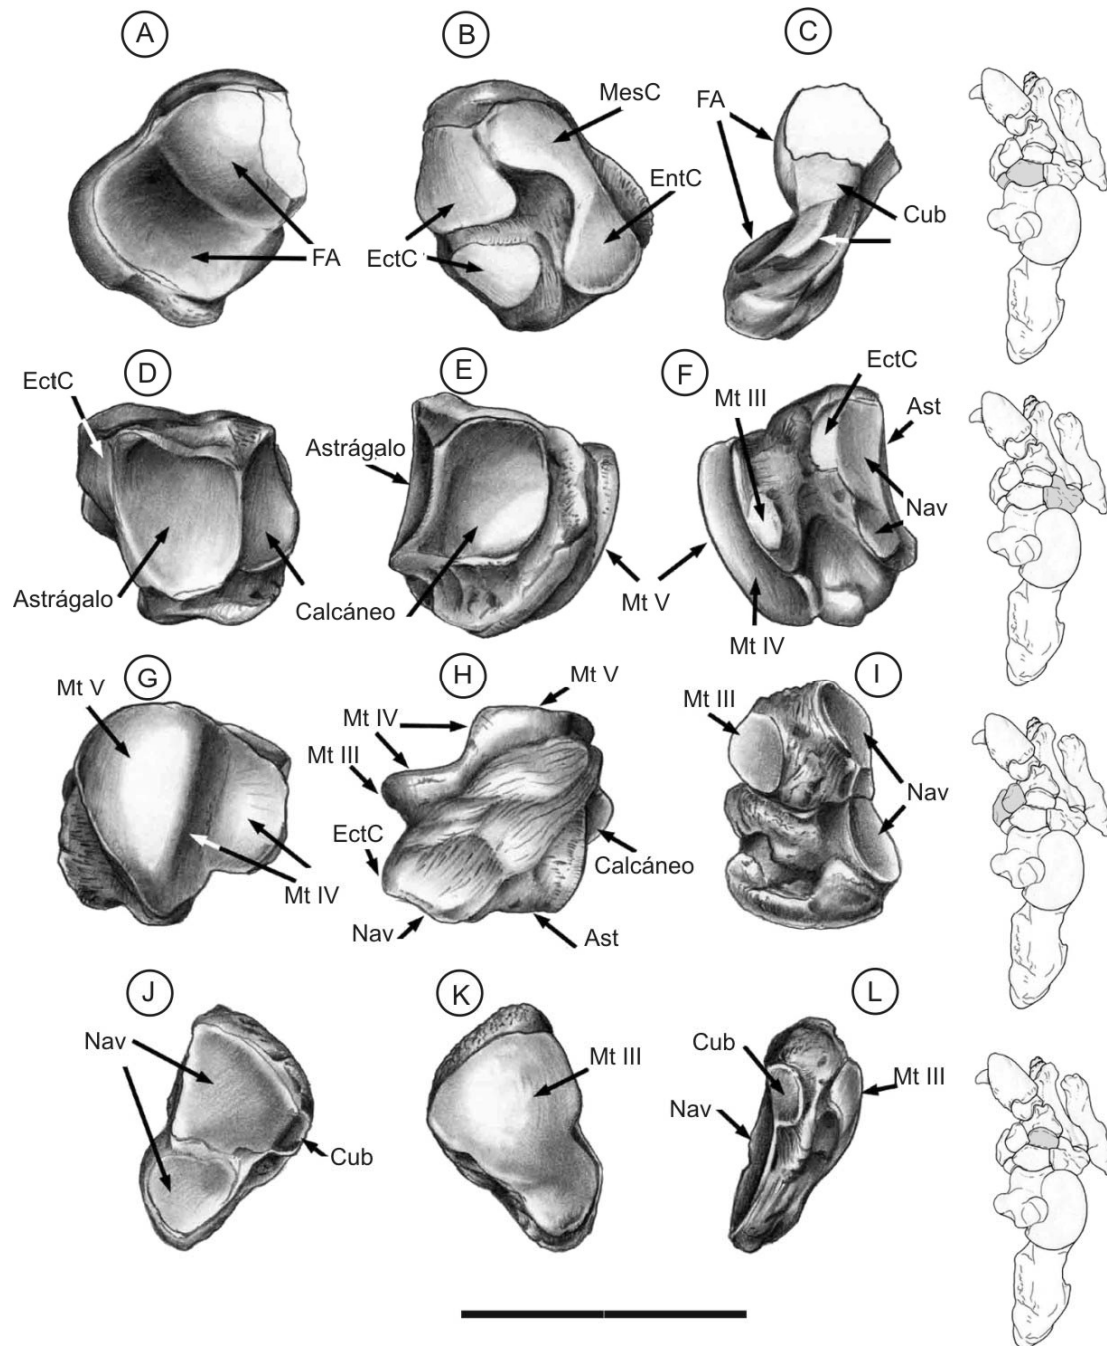 A
B
C
MesC
FA
EntC
Cub
FA
EctC
D
E
F
EctC
EctC
Mt III
Ast
Astrágalo
Nav
Astrágalo
Calcáneo
Mt V
Mt IV
G
H
I
Mt V
Mt V
Mt IV
Mt III
Mt III
Nav
EctC
Calcáneo
Mt IV
Nav
Ast
J
K
L
Nav
Cub
Mt III
Mt III
Nav
Cub